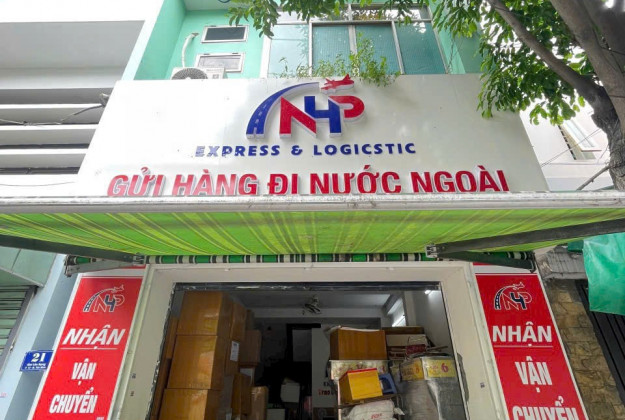 NHP
EXPRESS & LOGICSTIC
GỬI HÀNG ĐI NƯỚC NGOÀI
NHP
NHẬN
VẬN
CHUYỂN
21
NHP
NHẬN
VẬN
CHUYỂN